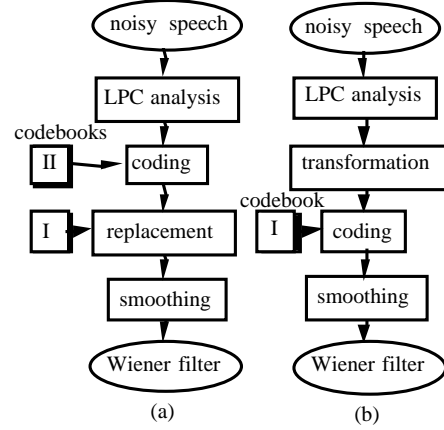 noisy speech
LPC analysis
codebooks
II
coding
I
replacement
smoothing
Wiener filter
(a)
noisy speech
LPC analysis
transformation
codebook
I
coding
smoothing
Wiener filter
(b)